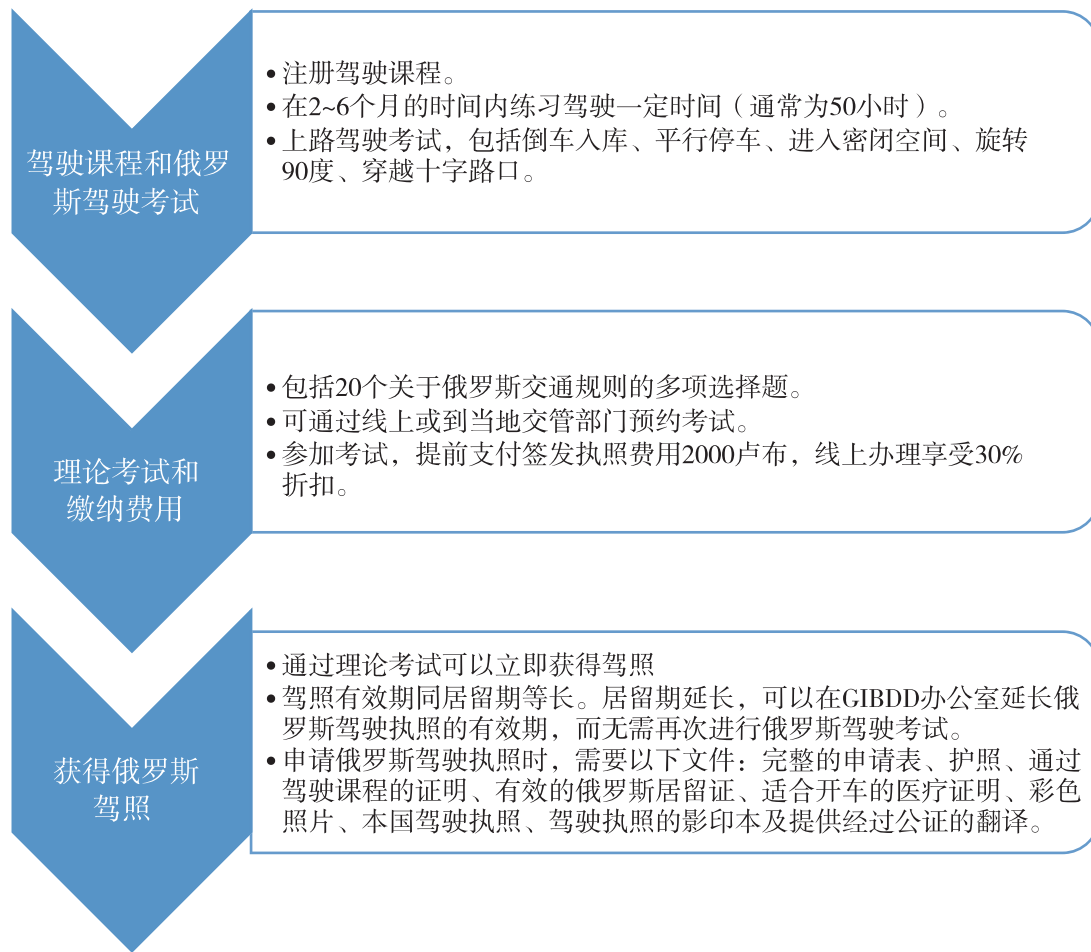 驾驶课程和俄罗
斯驾驶考试
• 注册驾驶课程。
• 在2~6个月的时间内练习驾驶一定时间（通常为50小时）。
• 上路驾驶考试，包括倒车入库、平行停车、进入密闭空间、旋转
90度、穿越十字路口。
理论考试和
缴纳费用
• 包括20个关于俄罗斯交通规则的多项选择题。
• 可通过线上或到当地交管部门预约考试。
• 参加考试，提前支付签发执照费用2000卢布，线上办理享受30%
折扣。
获得俄罗斯
驾照
• 通过理论考试可以立即获得驾照
• 驾照有效期同居留期等长。居留期延长，可以在GIBDD办公室延长俄
罗斯驾驶执照的有效期，而无需再次进行俄罗斯驾驶考试。
• 申请俄罗斯驾驶执照时，需要以下文件：完整的申请表、护照、通过
驾驶课程的证明、有效的俄罗斯居留证、适合开车的医疗证明、彩色
照片、本国驾驶执照、驾驶执照的影印本及提供经过公证的翻译。